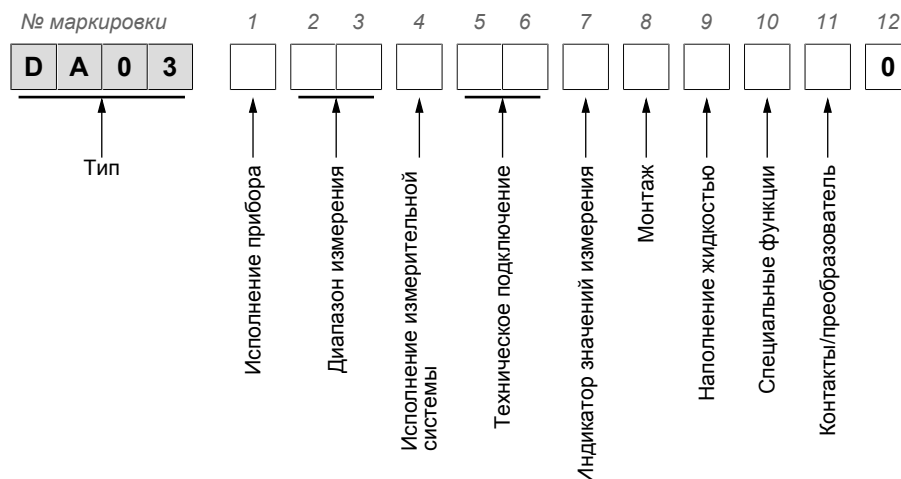 № маркировки 1 2 3 4 5 6 7 8 9 10 11 12
D A 0 3 0
Тип
Исполнение прибора
Диапазон измерения
Исполнение измерительной
системы
Техническое подключение
Индикатор значений измерения
Монтаж
Наполнение жидкостью
Специальные функции
Контакты/преобразователь